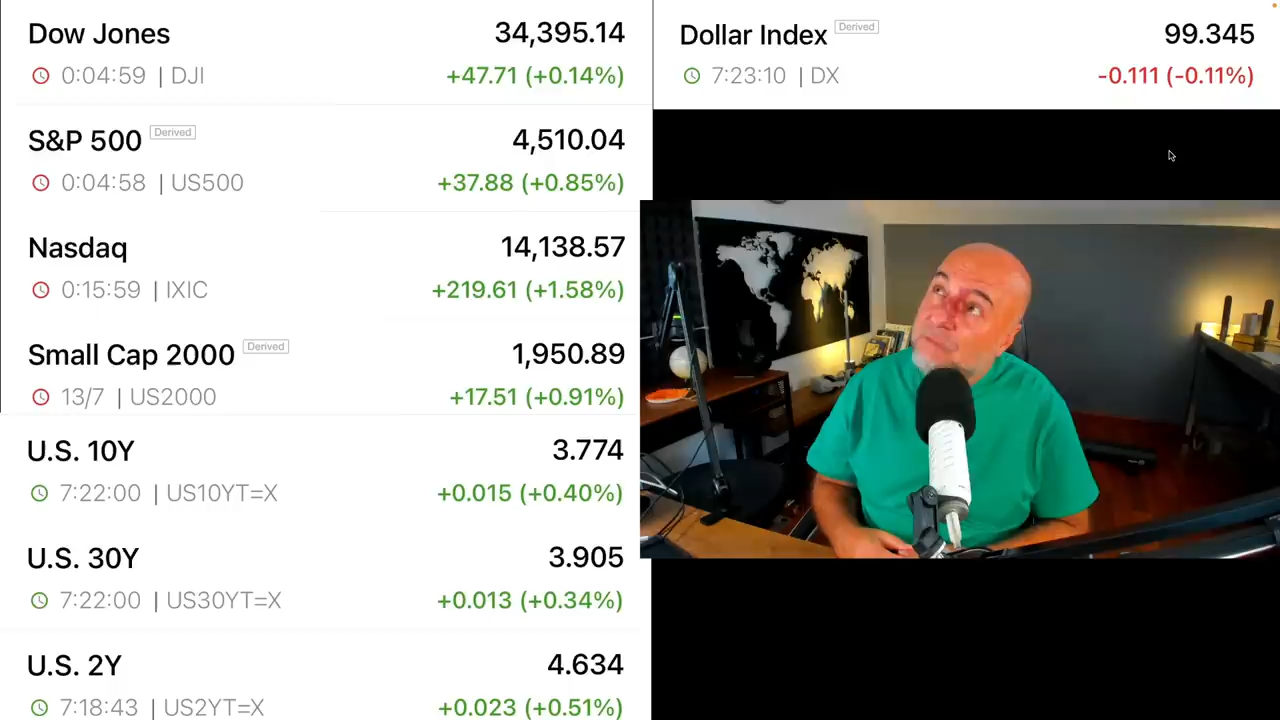 Dow Jones 34,395.14
0:04:59 | DJI +47.71 (+0.14%)
S&P 500 Derived 4,510.04
0:04:58 | US500 +37.88 (+0.85%)
Nasdaq 14,138.57
0:15:59 | IXIC +219.61 (+1.58%)
Small Cap 2000 Derived 1,950.89
13/7 | US2000 +17.51 (+0.91%)
U.S. 10Y 3.774
7:22:00 | US10YT=X +0.015 (+0.40%)
U.S. 30Y 3.905
7:22:00 | US30YT=X +0.013 (+0.34%)
U.S. 2Y 4.634
7:18:43 | US2YT=X +0.023 (+0.51%)
Dollar Index Derived 99.345
7:23:10 | DX -0.111 (-0.11%)